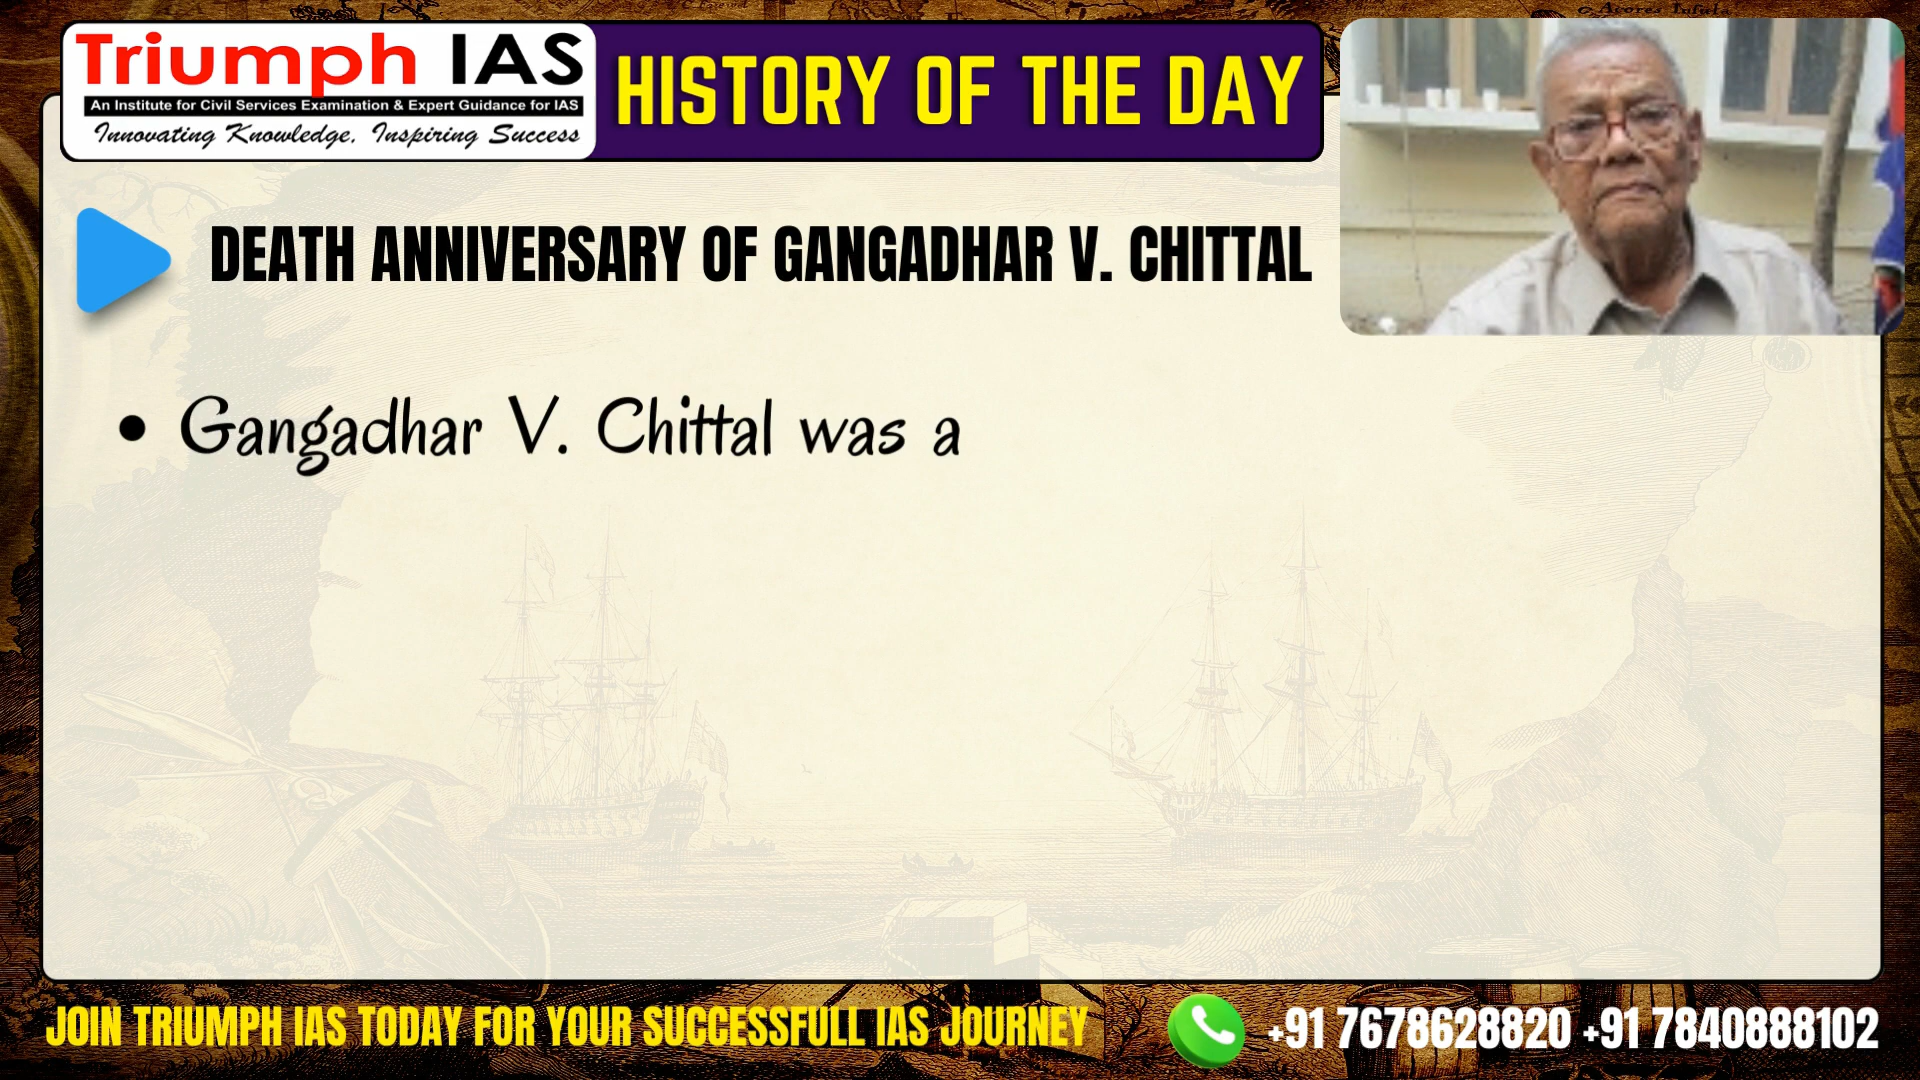 Triumph IAS
An Institute for Civil Services Examination & Expert Guidance for IAS
Innovating Knowledge, Inspiring Success
HISTORY OF THE DAY
DEATH ANNIVERSARY OF GANGADHAR V. CHITTAL
• Gangadhar V. Chittal was a
JOIN TRIUMPH IAS TODAY FOR YOUR SUCCESSFULL IAS JOURNEY
+91 7678628820 +91 7840888102